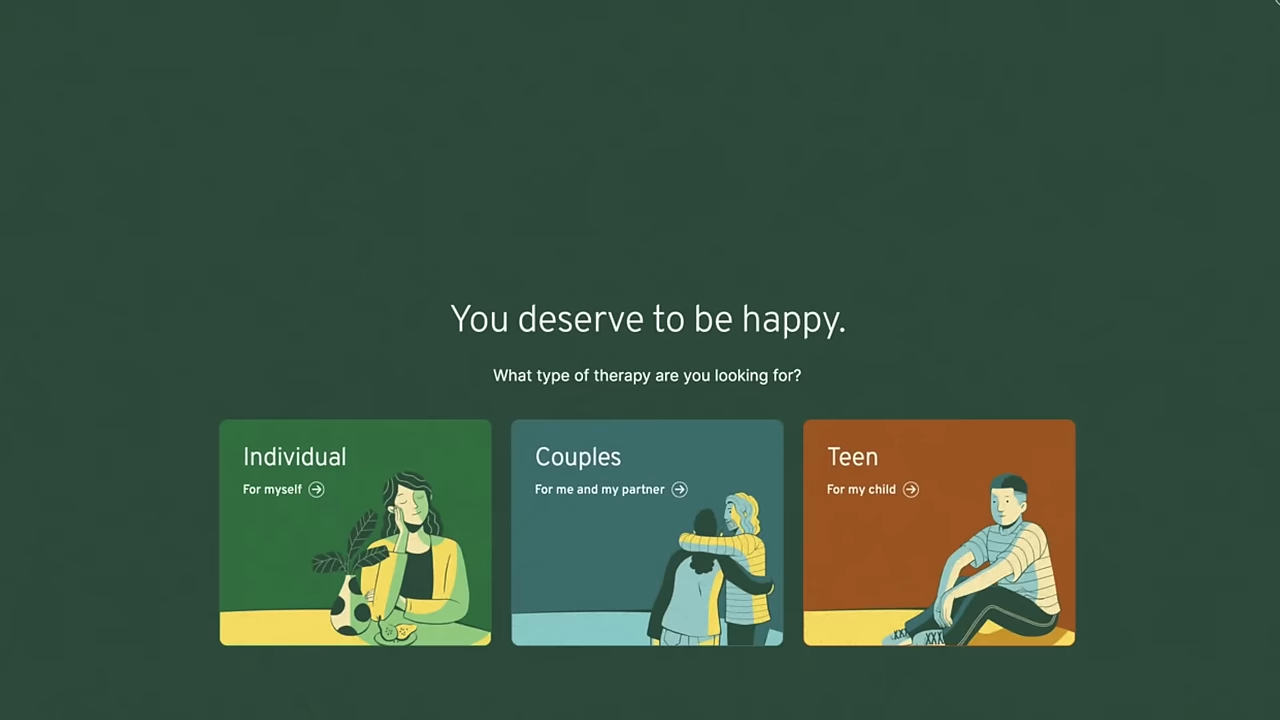 You deserve to be happy.
What type of therapy are you looking for?
Individual
For myself
Couples
For me and my partner
Teen
For my child